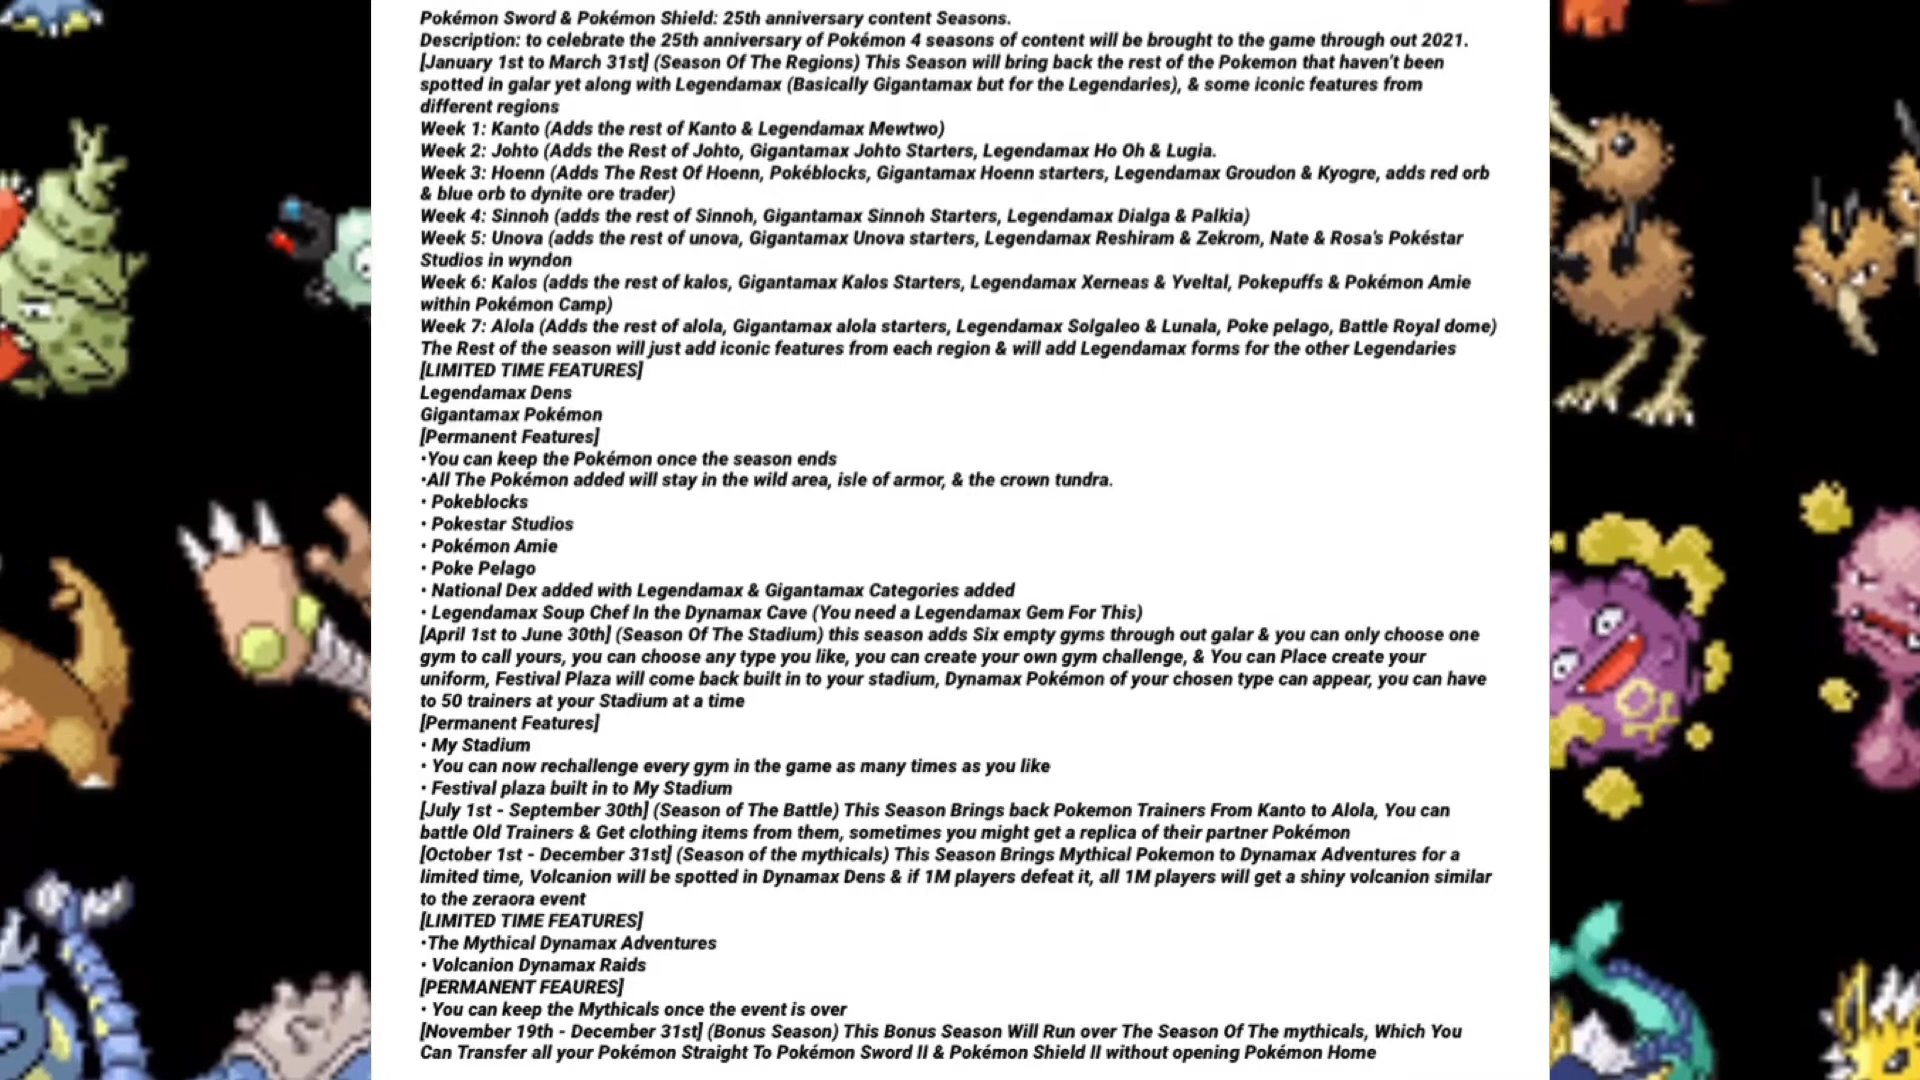 Pokémon Sword & Pokémon Shield: 25th anniversary content Seasons.
Description: to celebrate the 25th anniversary of Pokémon 4 seasons of content will be brought to the game through out 2021.
[January 1st to March 31st] (Season Of The Regions) This Season will bring back the rest of the Pokemon that haven't been
spotted in galar yet along with Legendamax (Basically Gigantamax but for the Legendaries), & some iconic features from
different regions
Week 1: Kanto (Adds the rest of Kanto & Legendamax Mewtwo)
Week 2: Johto (Adds the Rest of Johto, Gigantamax Johto Starters, Legendamax Ho Oh & Lugia.
Week 3: Hoenn (Adds The Rest Of Hoenn, Pokéblocks, Gigantamax Hoenn starters, Legendamax Groudon & Kyogre, adds red orb
& blue orb to dynite ore trader)
Week 4: Sinnoh (adds the rest of Sinnoh, Gigantamax Sinnoh Starters, Legendamax Dialga & Palkia)
Week 5: Unova (adds the rest of unova, Gigantamax Unova starters, Legendamax Reshiram & Zekrom, Nate & Rosa's Pokéstar
Studios in wyndon
Week 6: Kalos (adds the rest of kalos, Gigantamax Kalos Starters, Legendamax Xerneas & Yveltal, Pokepuffs & Pokémon Amie
within Pokémon Camp)
Week 7: Alola (Adds the rest of alola, Gigantamax alola starters, Legendamax Solgaleo & Lunala, Poke pelago, Battle Royal dome)
The Rest of the season will just add iconic features from each region & will add Legendamax forms for the other Legendaries
[LIMITED TIME FEATURES]
Legendamax Dens
Gigantamax Pokémon
[Permanent Features]
•You can keep the Pokémon once the season ends
•All The Pokémon added will stay in the wild area, isle of armor, & the crown tundra.
• Pokeblocks
• Pokestar Studios
• Pokémon Amie
• Poke Pelago
• National Dex added with Legendamax & Gigantamax Categories added
• Legendamax Soup Chef In the Dynamax Cave (You need a Legendamax Gem For This)
[April 1st to June 30th] (Season Of The Stadium) this season adds Six empty gyms through out galar & you can only choose one
gym to call yours, you can choose any type you like, you can create your own gym challenge, & You can Place create your
uniform, Festival Plaza will come back built in to your stadium, Dynamax Pokémon of your chosen type can appear, you can have
to 50 trainers at your Stadium at a time
[Permanent Features]
• My Stadium
• You can now rechallenge every gym in the game as many times as you like
• Festival plaza built in to My Stadium
[July 1st - September 30th] (Season of The Battle) This Season Brings back Pokemon Trainers From Kanto to Alola, You can
battle Old Trainers & Get clothing items from them, sometimes you might get a replica of their partner Pokémon
[October 1st - December 31st] (Season of the mythicals) This Season Brings Mythical Pokemon to Dynamax Adventures for a
limited time, Volcanion will be spotted in Dynamax Dens & if 1M players defeat it, all 1M players will get a shiny volcanion similar
to the zeraora event
[LIMITED TIME FEATURES]
•The Mythical Dynamax Adventures
• Volcanion Dynamax Raids
[PERMANENT FEAURES]
• You can keep the Mythicals once the event is over
[November 19th - December 31st] (Bonus Season) This Bonus Season Will Run over The Season Of The mythicals, Which You
Can Transfer all your Pokémon Straight To Pokémon Sword II & Pokémon Shield II without opening Pokémon Home